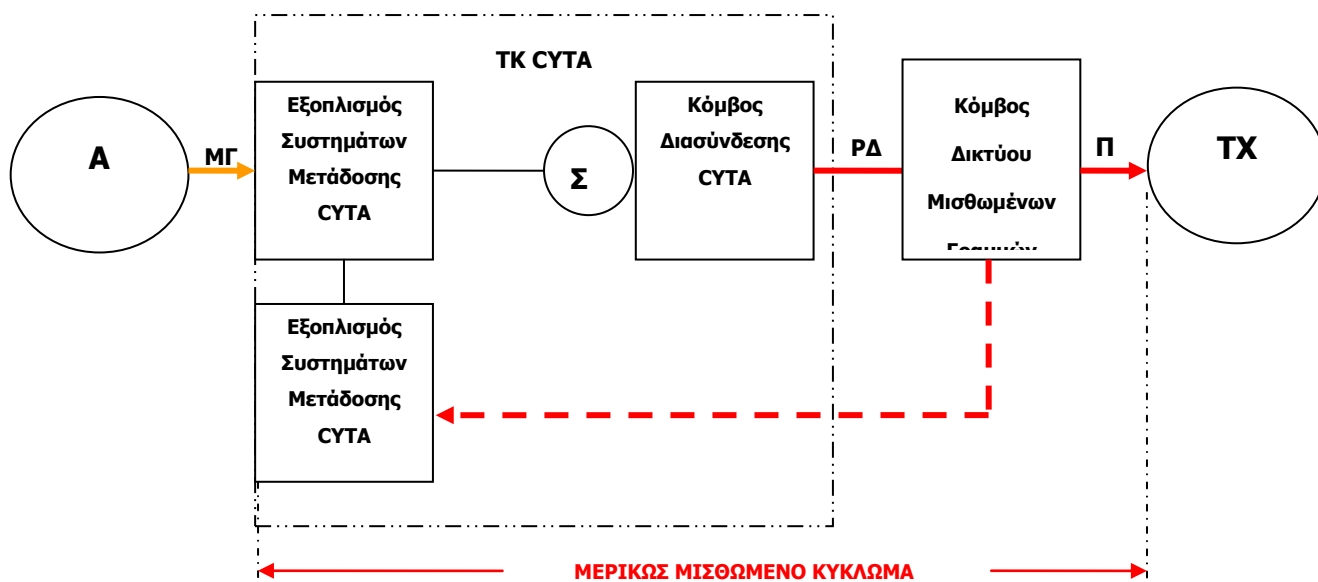 ΤΚ CYTA
Α
ΜΓ
Εξοπλισμός
Συστημάτων
Μετάδοσης
CYTA
Σ
Κόμβος
Διασύνδεσης
CYTA
ΡΔ
Κόμβος
Δικτύου
Μισθωμένων
Γραμμών
Π
ΤΧ
Εξοπλισμός
Συστημάτων
Μετάδοσης
CYTA
ΜΕΡΙΚΩΣ ΜΙΣΘΩΜΕΝΟ ΚΥΚΛΩΜΑ